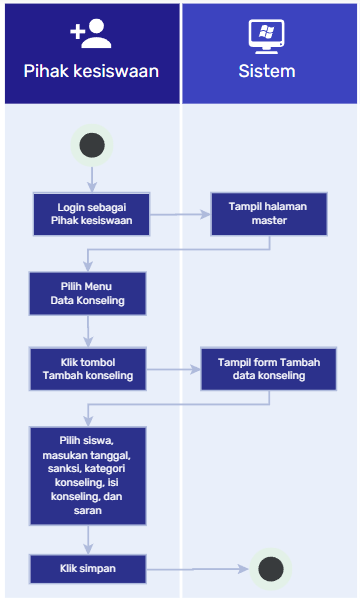 Pihak kesiswaan
Sistem
Login sebagai
Pihak kesiswaan
Tampil halaman
master
Pilih Menu
Data Konseling
Klik tombol
Tambah konseling
Tampil form Tambah
data konseling
Pilih siswa,
masukan tanggal,
sanksi, kategori
konseling, isi
konseling, dan
saran
Klik simpan